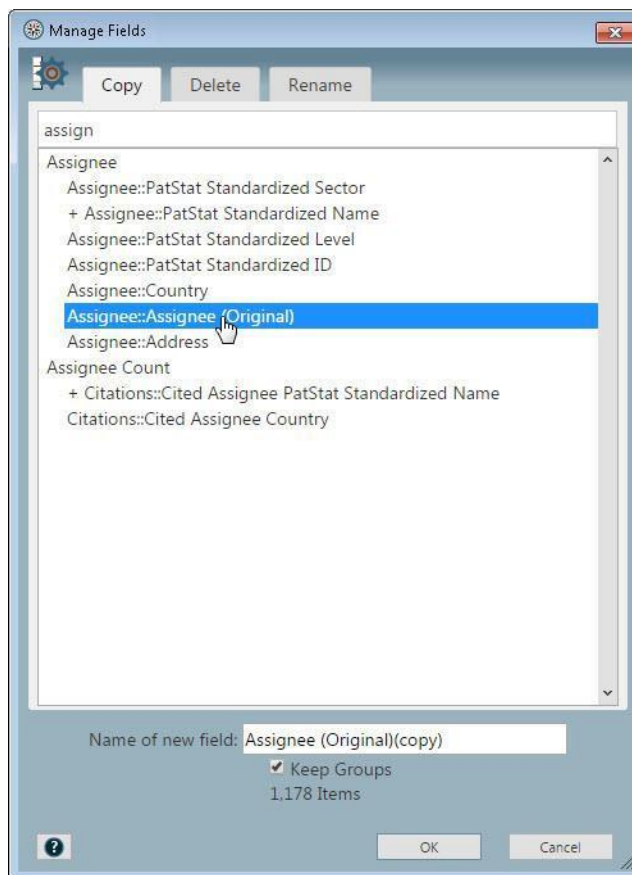 Manage Fields
Copy Delete Rename
assign
Assignee
Assignee::PatStat Standardized Sector
+ Assignee::PatStat Standardized Name
Assignee::PatStat Standardized Level
Assignee::PatStat Standardized ID
Assignee::Country
Assignee::Assignee (Original)
Assignee::Address
Assignee Count
+ Citations::Cited Assignee PatStat Standardized Name
Citations::Cited Assignee Country
Name of new field: Assignee (Original)(copy)
Keep Groups
1,178 Items
? OK Cancel